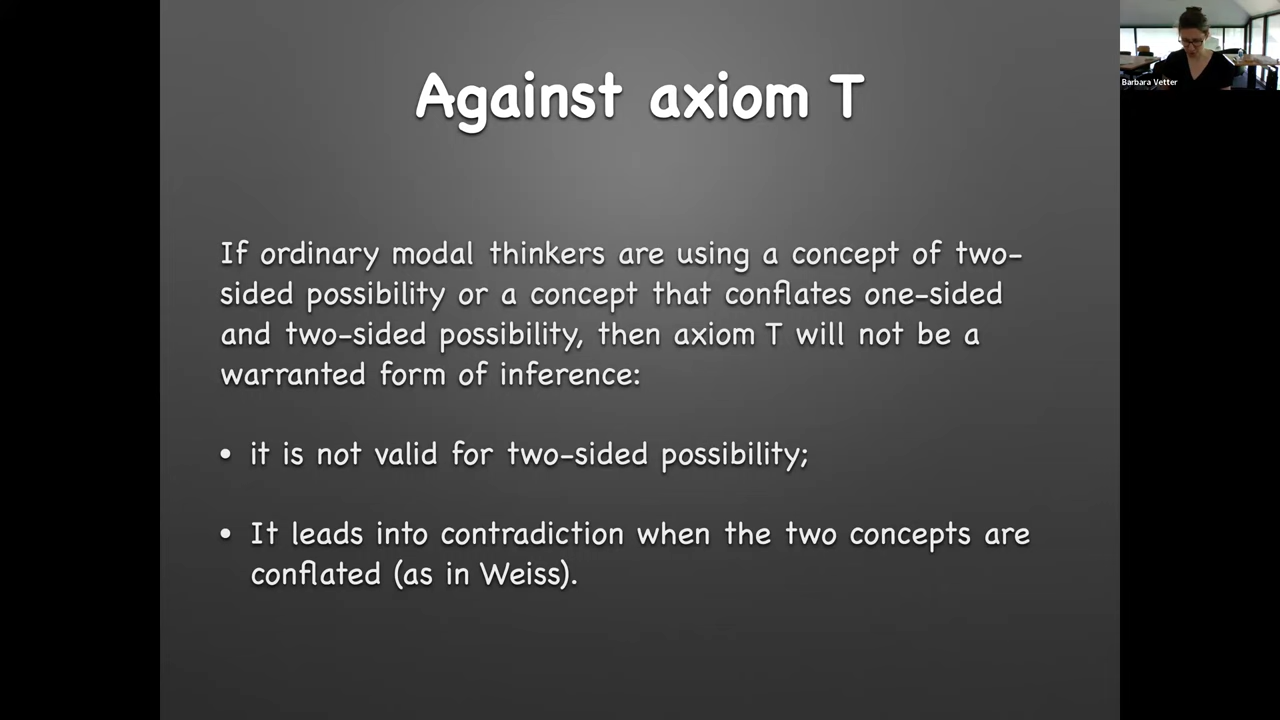 Against axiom T
Barbara Vetter
If ordinary modal thinkers are using a concept of two-
sided possibility or a concept that conflates one-sided
and two-sided possibility, then axiom T will not be a
warranted form of inference:
• it is not valid for two-sided possibility;
• It leads into contradiction when the two concepts are
conflated (as in Weiss).